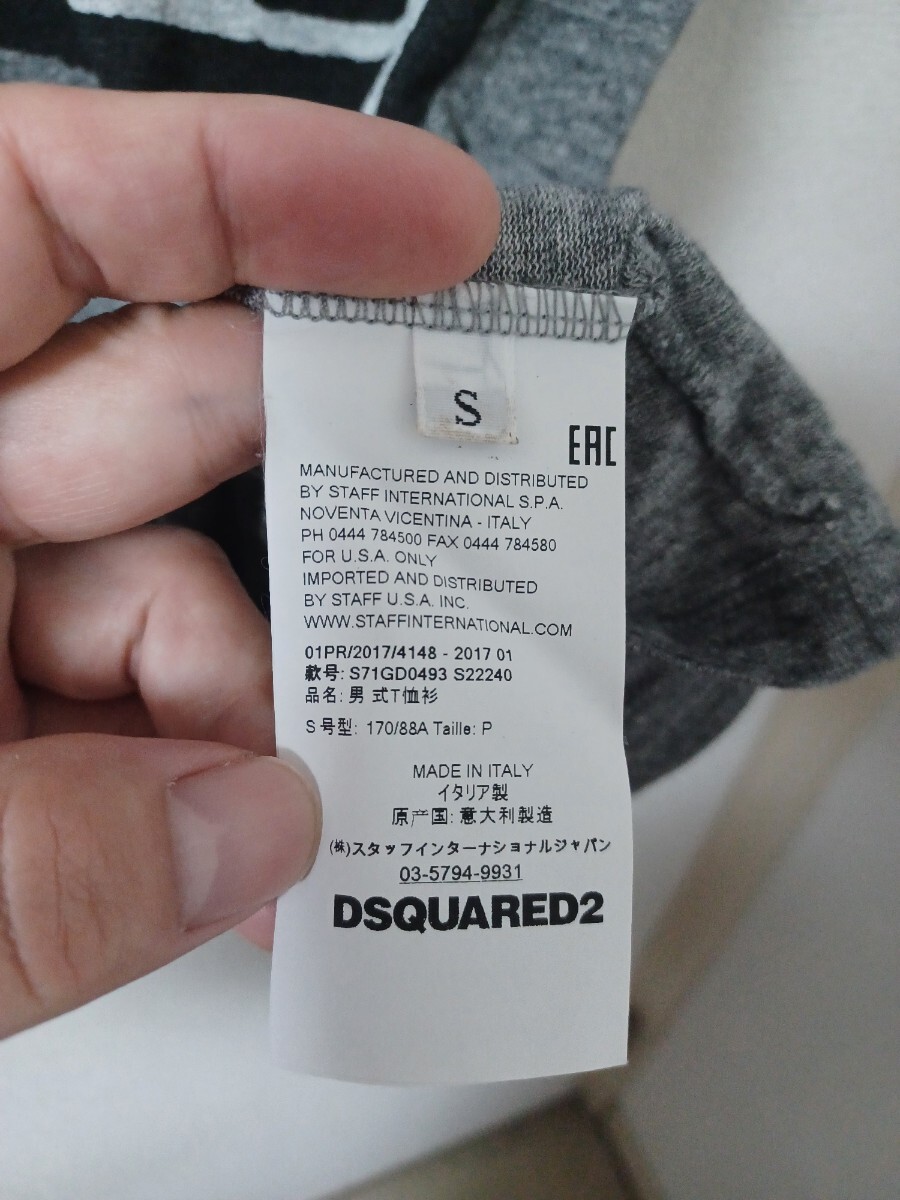 S
EAC
MANUFACTURED AND DISTRIBUTED
BY STAFF INTERNATIONAL S.P.A.
NOVENTA VICENTINA - ITALY
PH 0444 784500 FAX 0444 784580
FOR U.S.A. ONLY
IMPORTED AND DISTRIBUTED
BY STAFF U.S.A. INC.
WWW.STAFFINTERNATIONAL.COM
01PR/2017/4148 - 2017 01
款号: S71GD0493 S22240
品名: 男 式T恤衫
S 号型: 170/88A Taille: P
MADE IN ITALY
イタリア製
原产国: 意大利製造
(株)スタッフインターナショナルジャパン
03-5794-9931
DSQUARED2